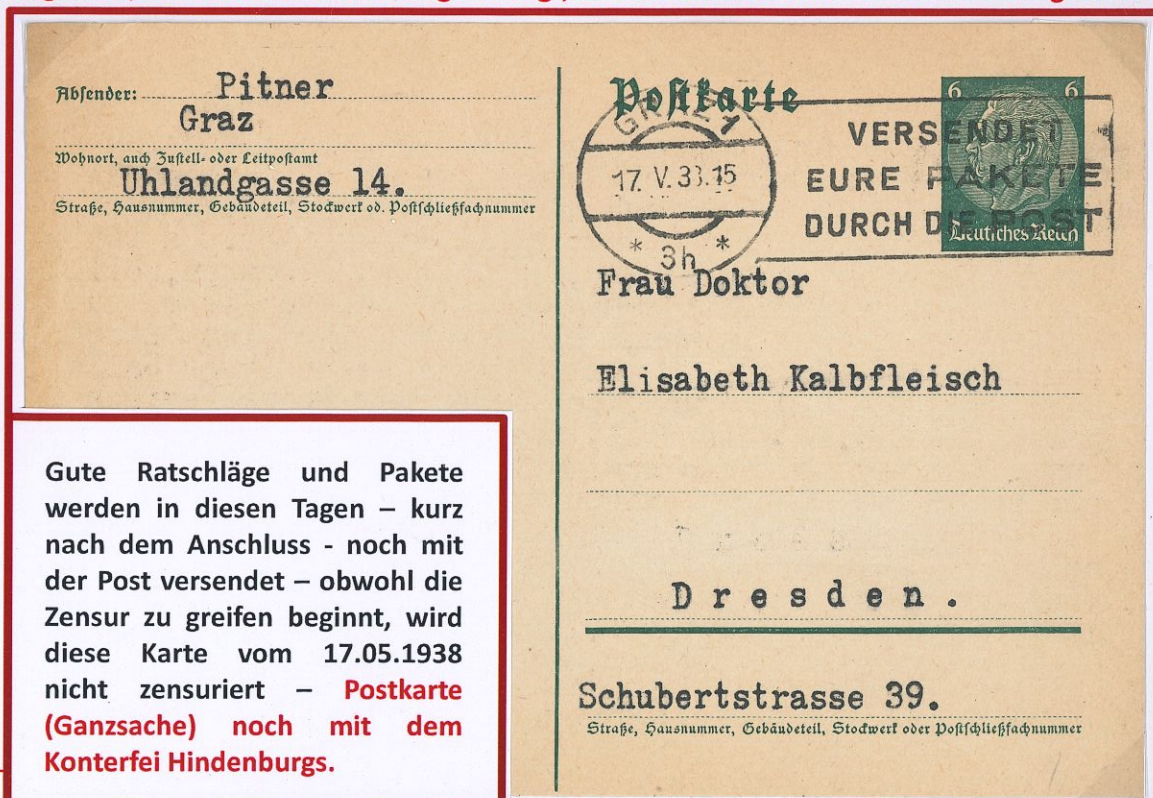 Absender: Pitner
Graz
Wohnort, auch Zustell- oder Leitpostamt
Uhlandgasse 14.
Straße, Hausnummer, Gebäudeteil, Stockwerk od. Postschließfachnummer
Postkarte
GRAZ 1
17. V. 38.15
* 3h *
VERSENDET
EURE PAKETE
DURCH DIE POST
6 6
Deutsches Reich
Frau Doktor
Elisabeth Kalbfleisch
Dresden.
Schubertstrasse 39.
Straße, Hausnummer, Gebäudeteil, Stockwerk oder Postschließfachnummer
Gute Ratschläge und Pakete
werden in diesen Tagen – kurz
nach dem Anschluss - noch mit
der Post versendet – obwohl die
Zensur zu greifen beginnt, wird
diese Karte vom 17.05.1938
nicht zensuriert – Postkarte
(Ganzsache) noch mit dem
Konterfei Hindenburgs.